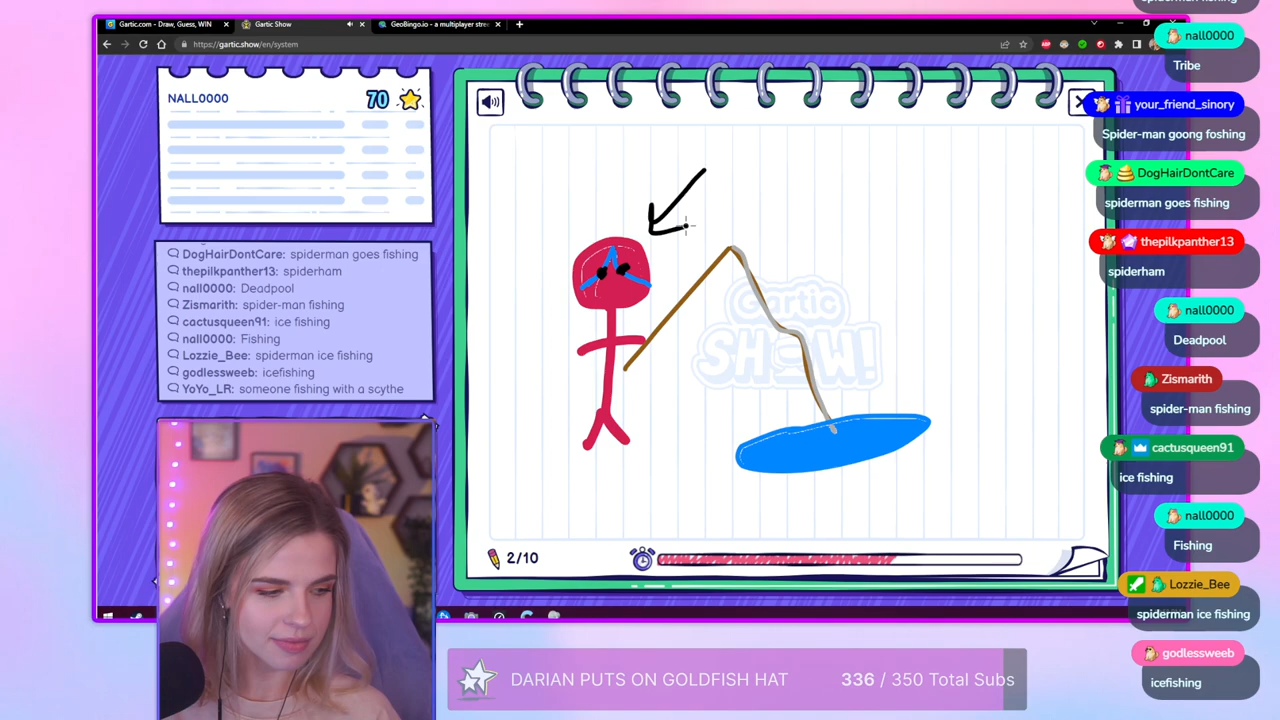 Gartic.com - Draw, Guess, WIN
Gartic Show
GeoBingo.io - a multiplayer stre
https://gartic.show/en/system
NALL0000
70
DogHairDontCare: spiderman goes fishing
thepilkpanther13: spiderham
nall0000: Deadpool
Zismarith: spider-man fishing
cactusqueen91: ice fishing
nall0000: Fishing
Lozzie_Bee: spiderman ice fishing
godlessweeb: icefishing
YoYo_LR: someone fishing with a scythe
Gartic
SHOW!
2/10
DARIAN PUTS ON GOLDFISH HAT
336 / 350 Total Subs
spiderman fishing
nall0000
Tribe
your_friend_sinory
Spider-man goong foshing
DogHairDontCare
spiderman goes fishing
thepilkpanther13
spiderham
nall0000
Deadpool
Zismarith
spider-man fishing
cactusqueen91
ice fishing
nall0000
Fishing
Lozzie_Bee
spiderman ice fishing
godlessweeb
icefishing